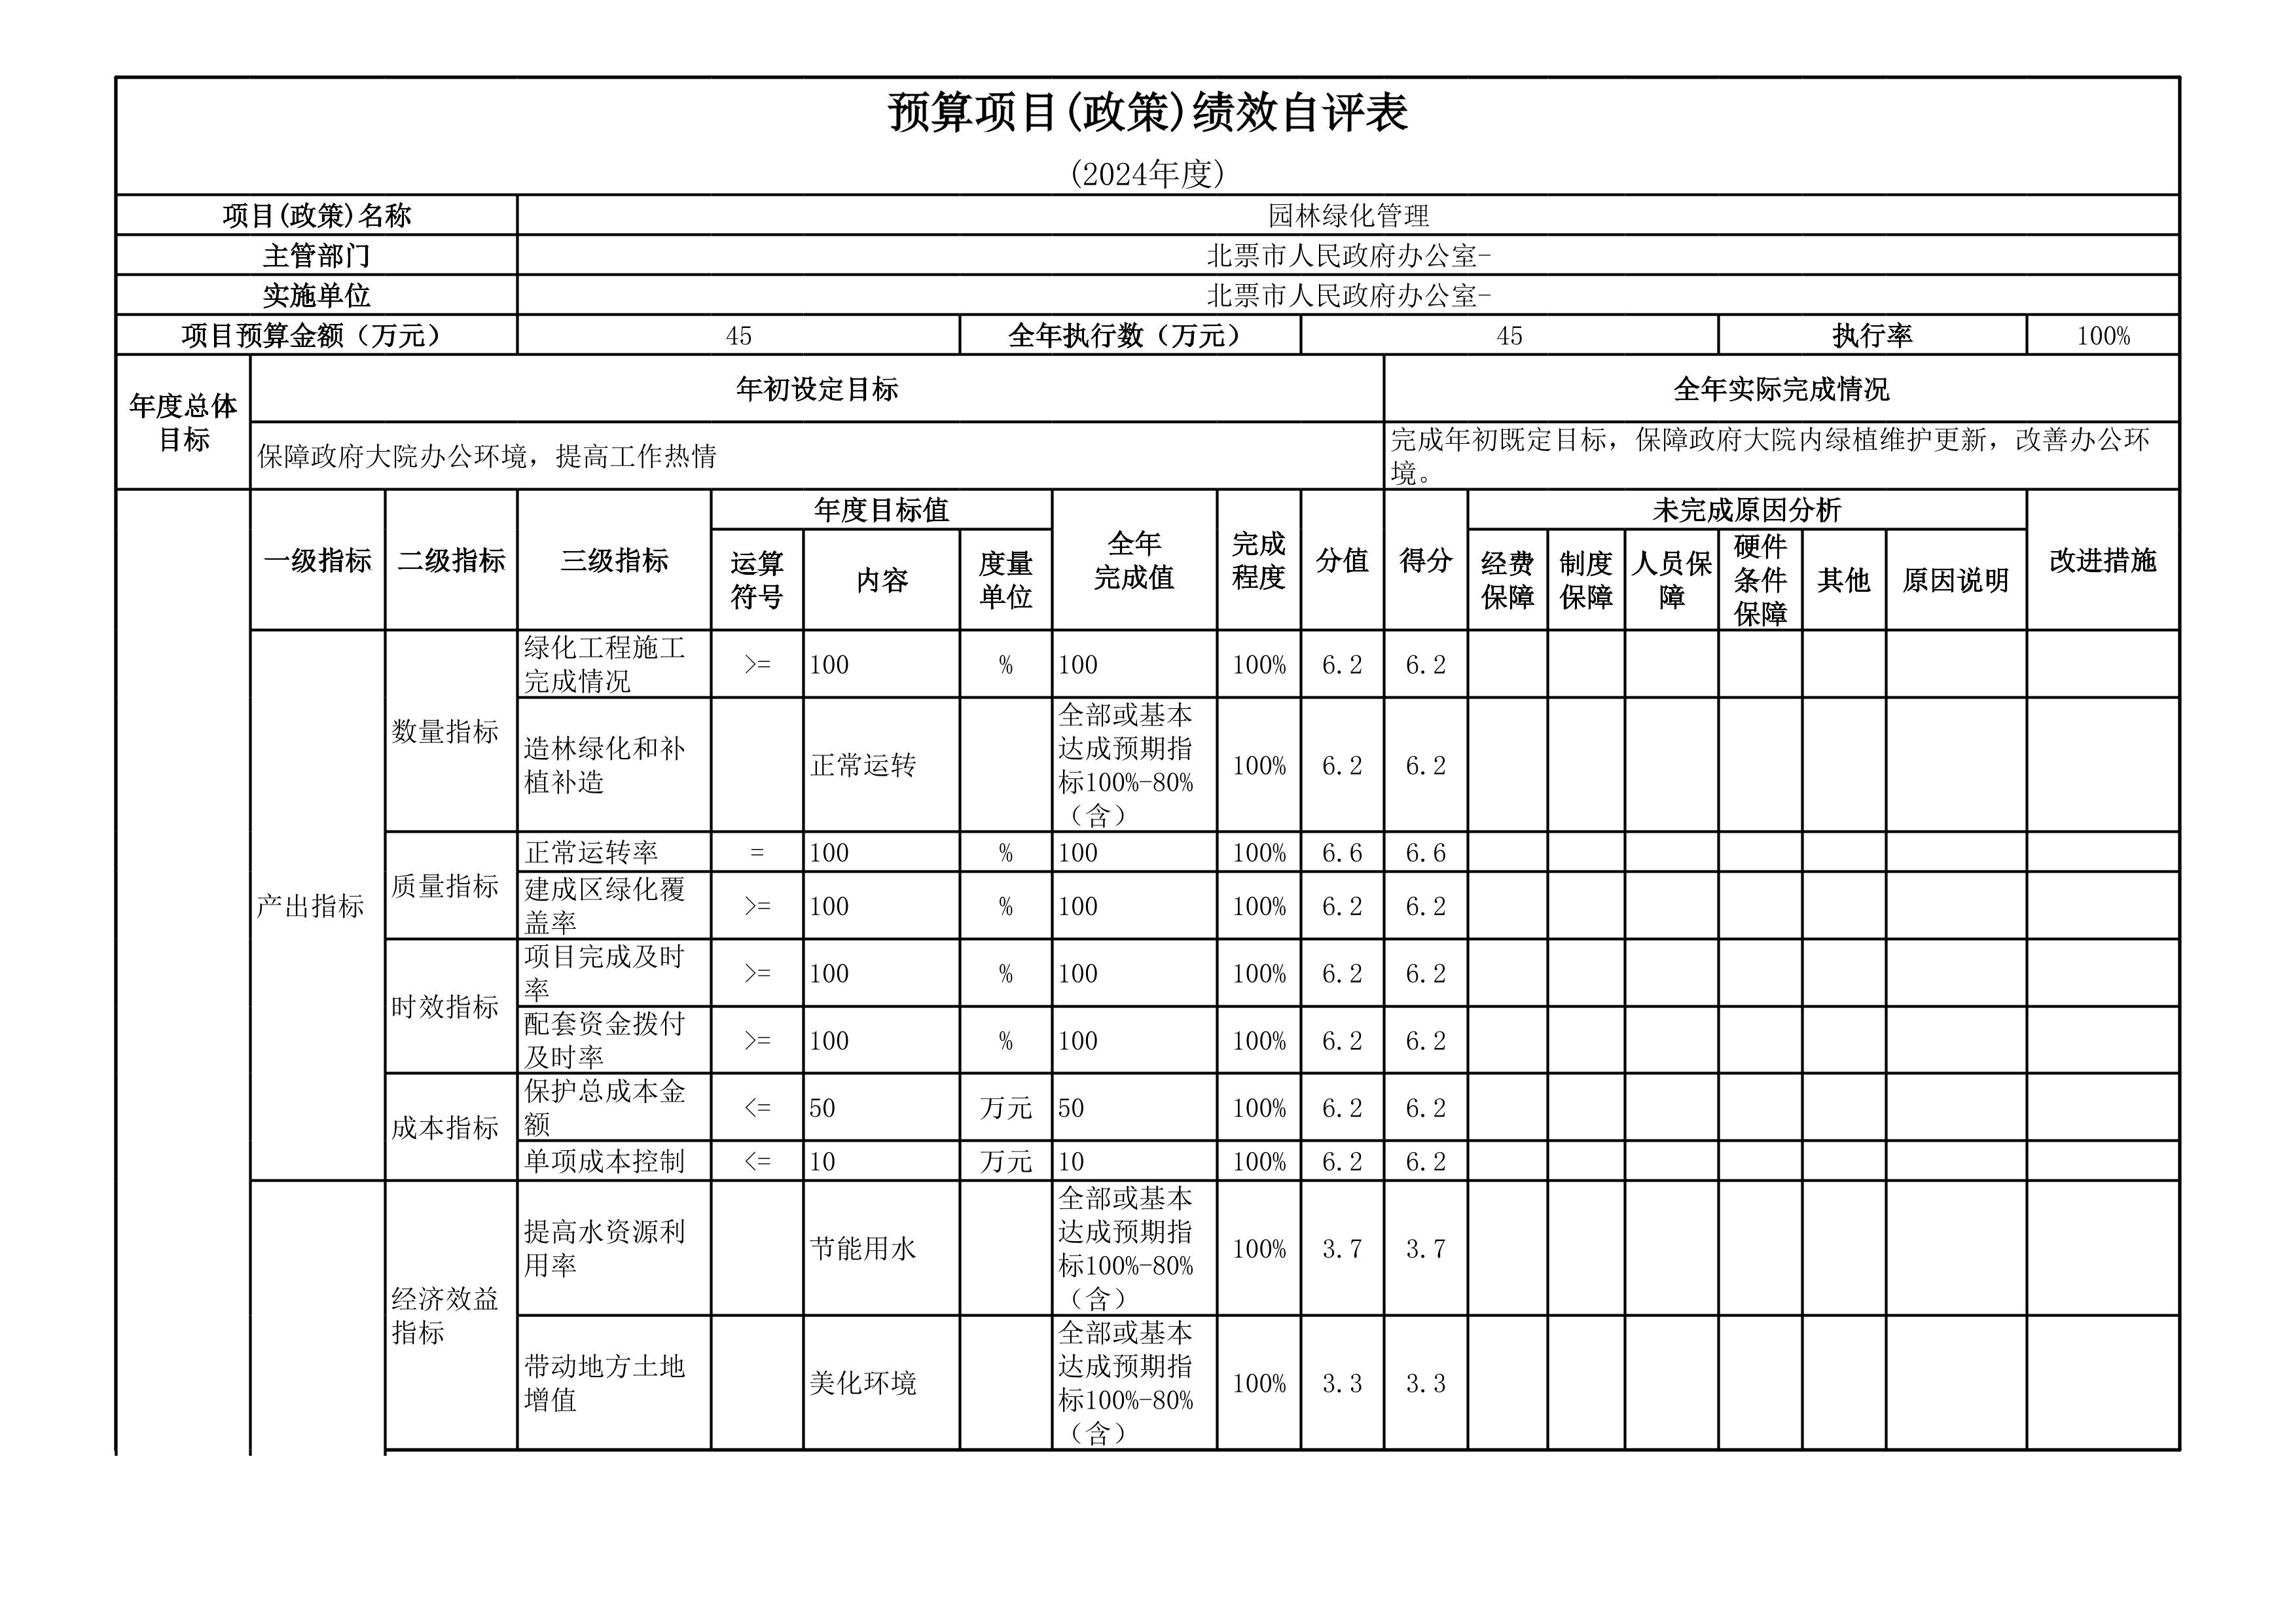 预算项目(政策)绩效自评表
(2024年度)
项目(政策)名称 园林绿化管理
主管部门 北票市人民政府办公室-
实施单位 北票市人民政府办公室-
项目预算金额（万元） 45 全年执行数（万元） 45 执行率 100%
年度总体
目标
年初设定目标 全年实际完成情况
保障政府大院办公环境，提高工作热情
完成年初既定目标，保障政府大院内绿植维护更新，改善办公环
境。
一级指标 二级指标 三级指标
年度目标值
运算
符号
内容
度量
单位
全年
完成值
完成
程度
分值 得分
未完成原因分析
经费
保障
制度
保障
人员保
障
硬件
条件
保障
其他 原因说明
改进措施
产出指标
数量指标
绿化工程施工
完成情况
>= 100 % 100 100% 6.2 6.2
造林绿化和补
植补造
正常运转
全部或基本
达成预期指
标100%-80%
（含）
100% 6.2 6.2
质量指标
正常运转率 = 100 % 100 100% 6.6 6.6
建成区绿化覆
盖率
>= 100 % 100 100% 6.2 6.2
时效指标
项目完成及时
率
>= 100 % 100 100% 6.2 6.2
配套资金拨付
及时率
>= 100 % 100 100% 6.2 6.2
成本指标
保护总成本金
额
<= 50 万元 50 100% 6.2 6.2
单项成本控制 <= 10 万元 10 100% 6.2 6.2
经济效益
指标
提高水资源利
用率
节能用水
全部或基本
达成预期指
标100%-80%
（含）
100% 3.7 3.7
带动地方土地
增值
美化环境
全部或基本
达成预期指
标100%-80%
（含）
100% 3.3 3.3